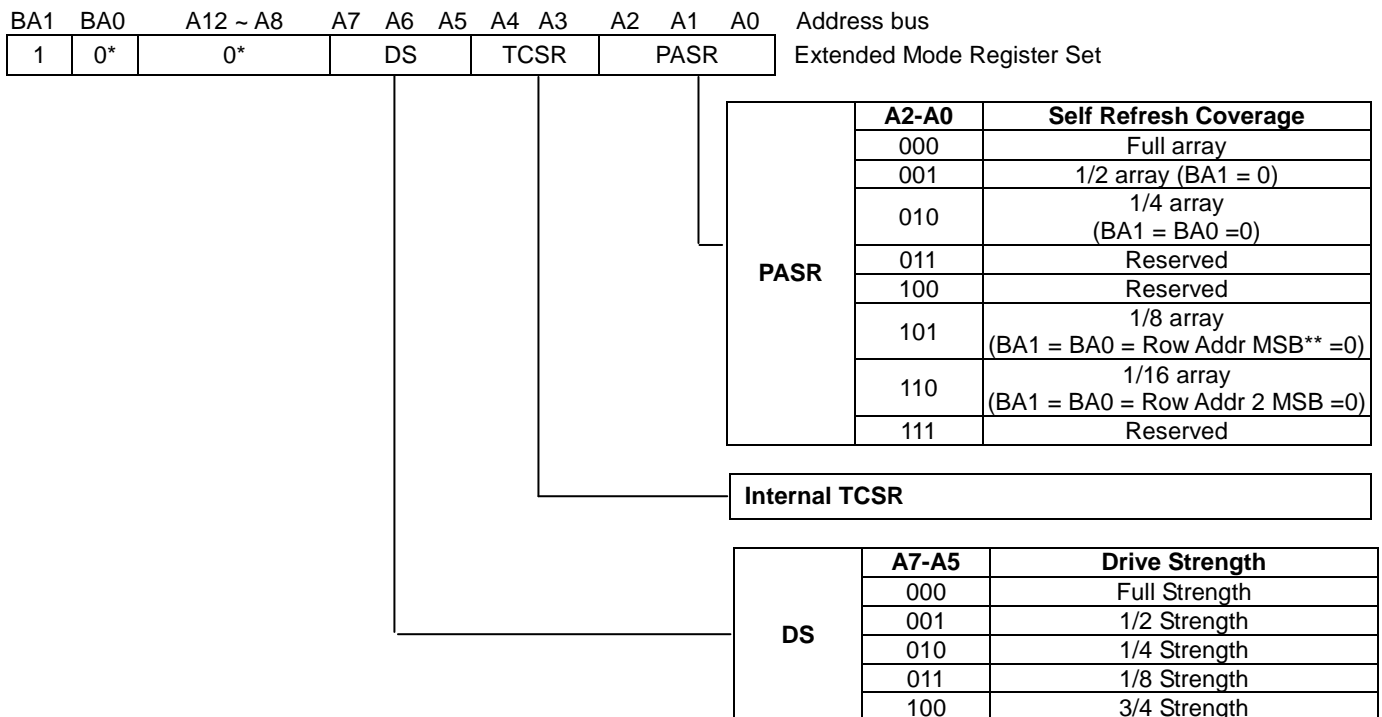 BA1 BA0 A12 ~ A8 A7 A6 A5 A4 A3 A2 A1 A0 Address bus
1 0* 0* DS TCSR PASR Extended Mode Register Set
PASR
A2-A0 Self Refresh Coverage
000 Full array
001 1/2 array (BA1 = 0)
010 1/4 array
(BA1 = BA0 =0)
011 Reserved
100 Reserved
101 1/8 array
(BA1 = BA0 = Row Addr MSB** =0)
110 1/16 array
(BA1 = BA0 = Row Addr 2 MSB =0)
111 Reserved
Internal TCSR
DS
A7-A5 Drive Strength
000 Full Strength
001 1/2 Strength
010 1/4 Strength
011 1/8 Strength
100 3/4 Strength